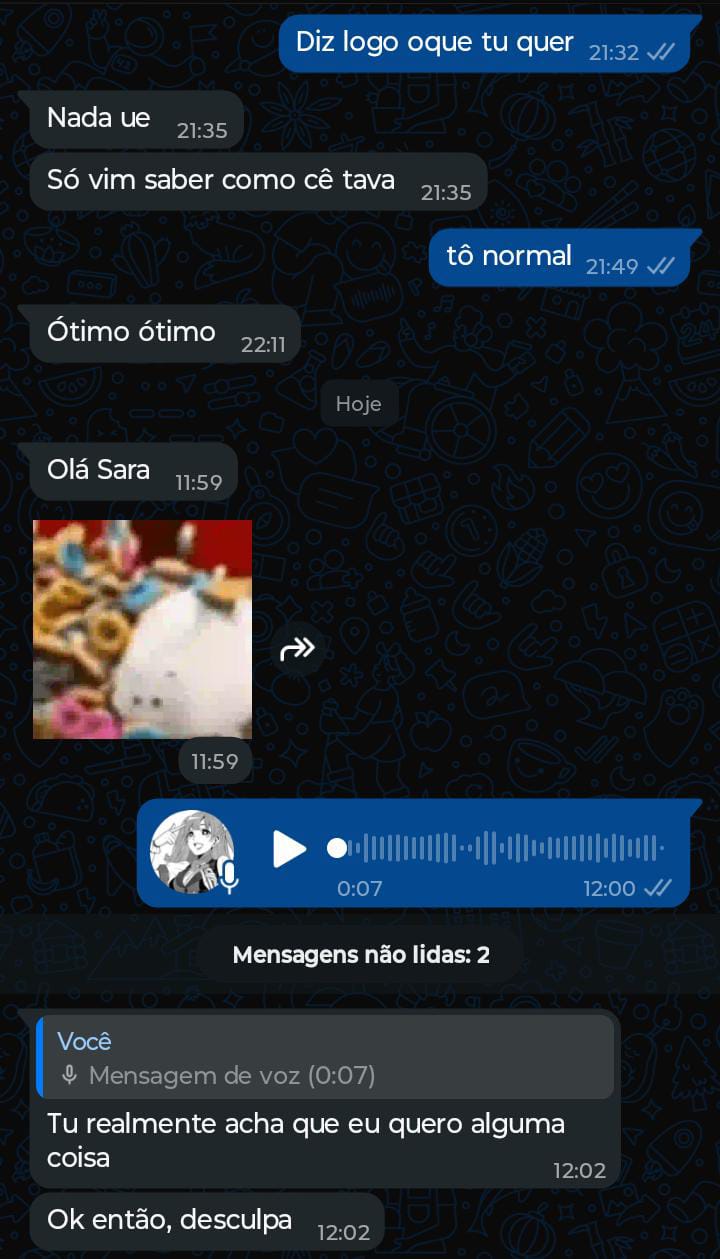 Diz logo oque tu quer 21:32
Nada ue 21:35
Só vim saber como cê tava 21:35
tô normal 21:49
Ótimo ótimo 22:11
Hoje
Olá Sara 11:59
11:59
0:07 12:00
Mensagens não lidas: 2
Você
Mensagem de voz (0:07)
Tu realmente acha que eu quero alguma
coisa 12:02
Ok então, desculpa 12:02